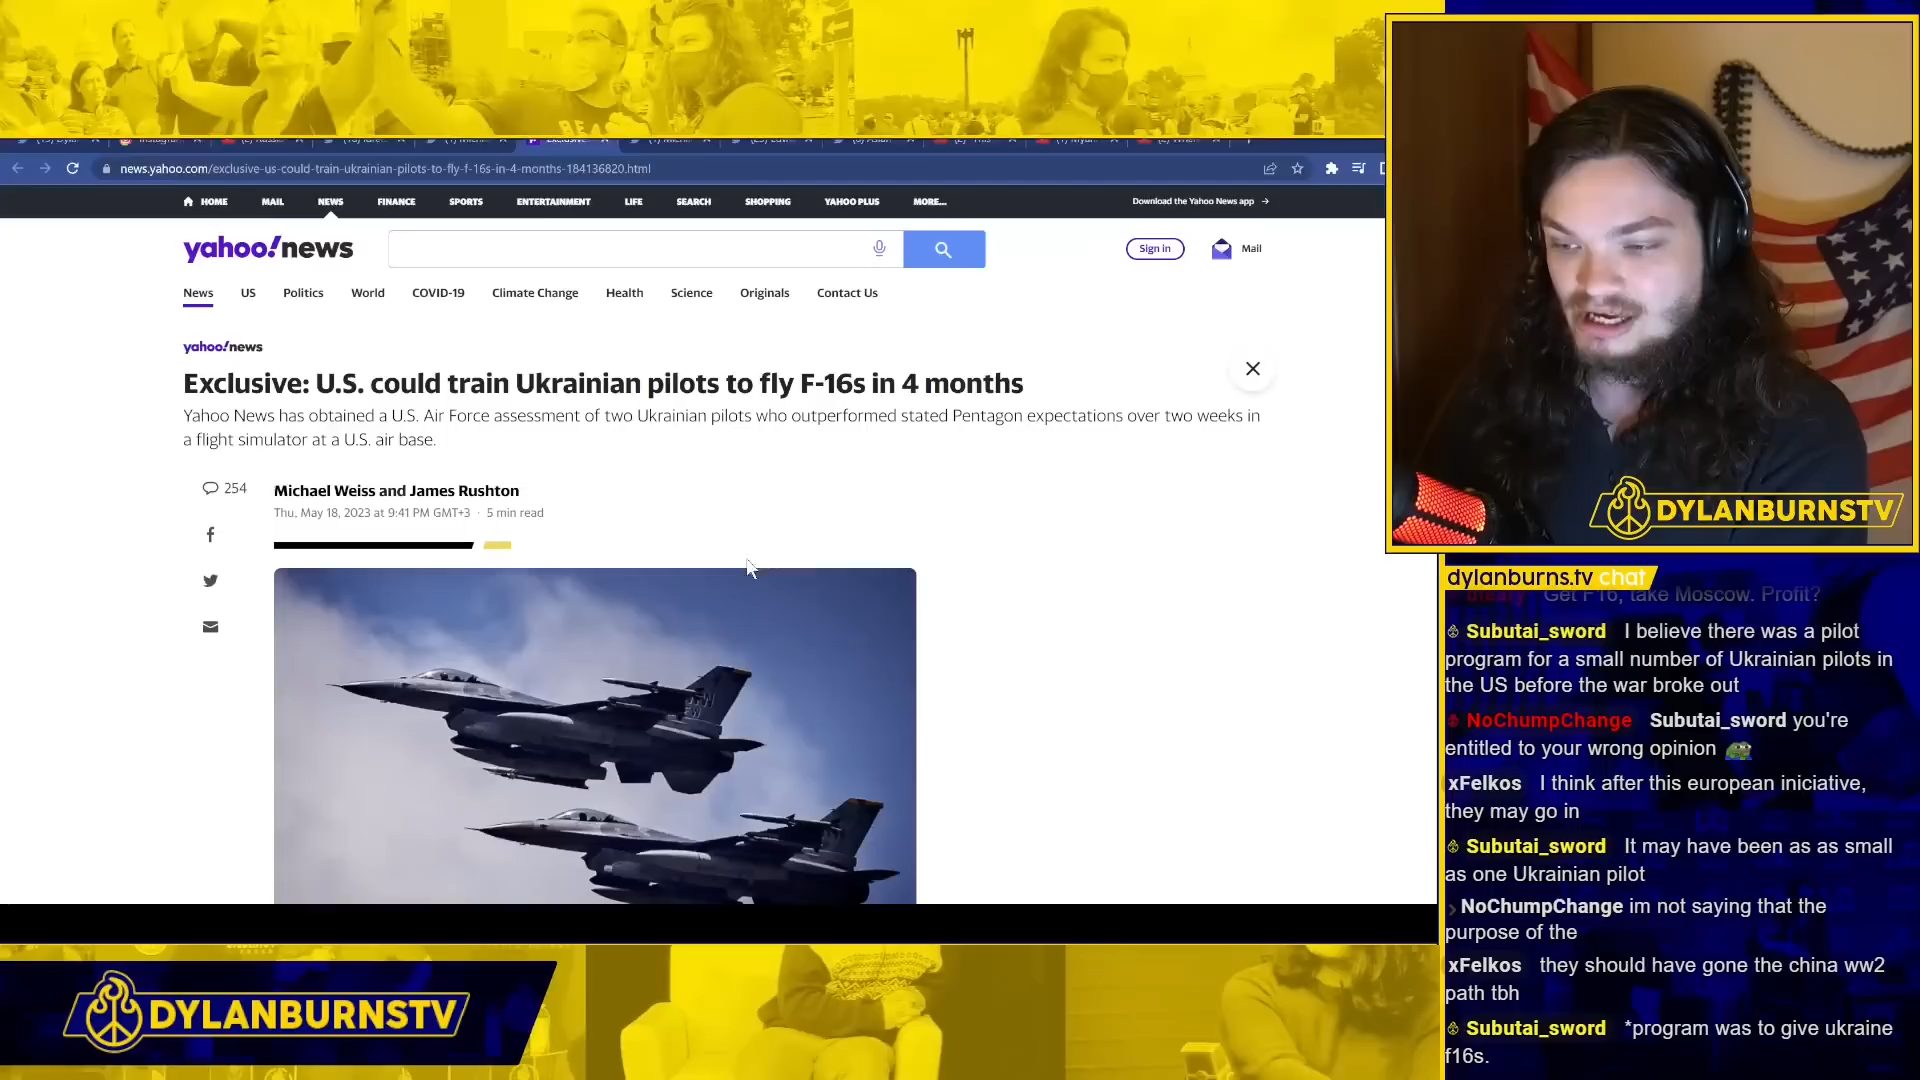 news.yahoo.com/exclusive-us-could-train-ukrainian-pilots-to-fly-f-16s-in-4-months-184136820.html
HOME MAIL NEWS FINANCE SPORTS ENTERTAINMENT LIFE SEARCH SHOPPING YAHOO PLUS MORE... Download the Yahoo News app →
yahoo!news
Sign in Mail
News US Politics World COVID-19 Climate Change Health Science Originals Contact Us
yahoo!news
Exclusive: U.S. could train Ukrainian pilots to fly F-16s in 4 months
Yahoo News has obtained a U.S. Air Force assessment of two Ukrainian pilots who outperformed stated Pentagon expectations over two weeks in
a flight simulator at a U.S. air base.
254
Michael Weiss and James Rushton
Thu, May 18, 2023 at 9:41 PM GMT+3 · 5 min read
DYLANBURNSTV
DYLANBURNSTV
dylanburns.tv chat
Get F16, take Moscow. Profit?
Subutai_sword I believe there was a pilot
program for a small number of Ukrainian pilots in
the US before the war broke out
NoChumpChange Subutai_sword you're
entitled to your wrong opinion
xFelkos I think after this european iniciative,
they may go in
Subutai_sword It may have been as as small
as one Ukrainian pilot
NoChumpChange im not saying that the
purpose of the
xFelkos they should have gone the china ww2
path tbh
Subutai_sword *program was to give ukraine
f16s.